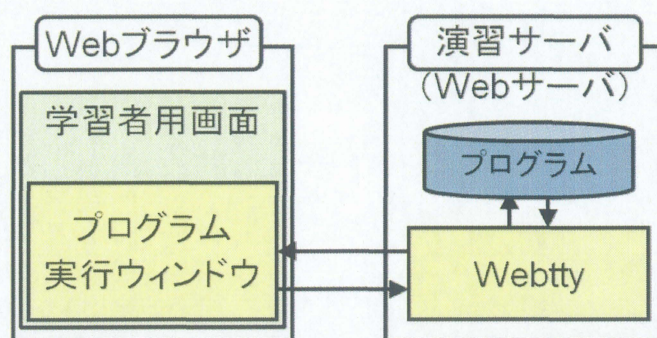 Webブラウザ
学習者用画面
プログラム
実行ウィンドウ
演習サーバ
(Webサーバ)
プログラム
Webtty